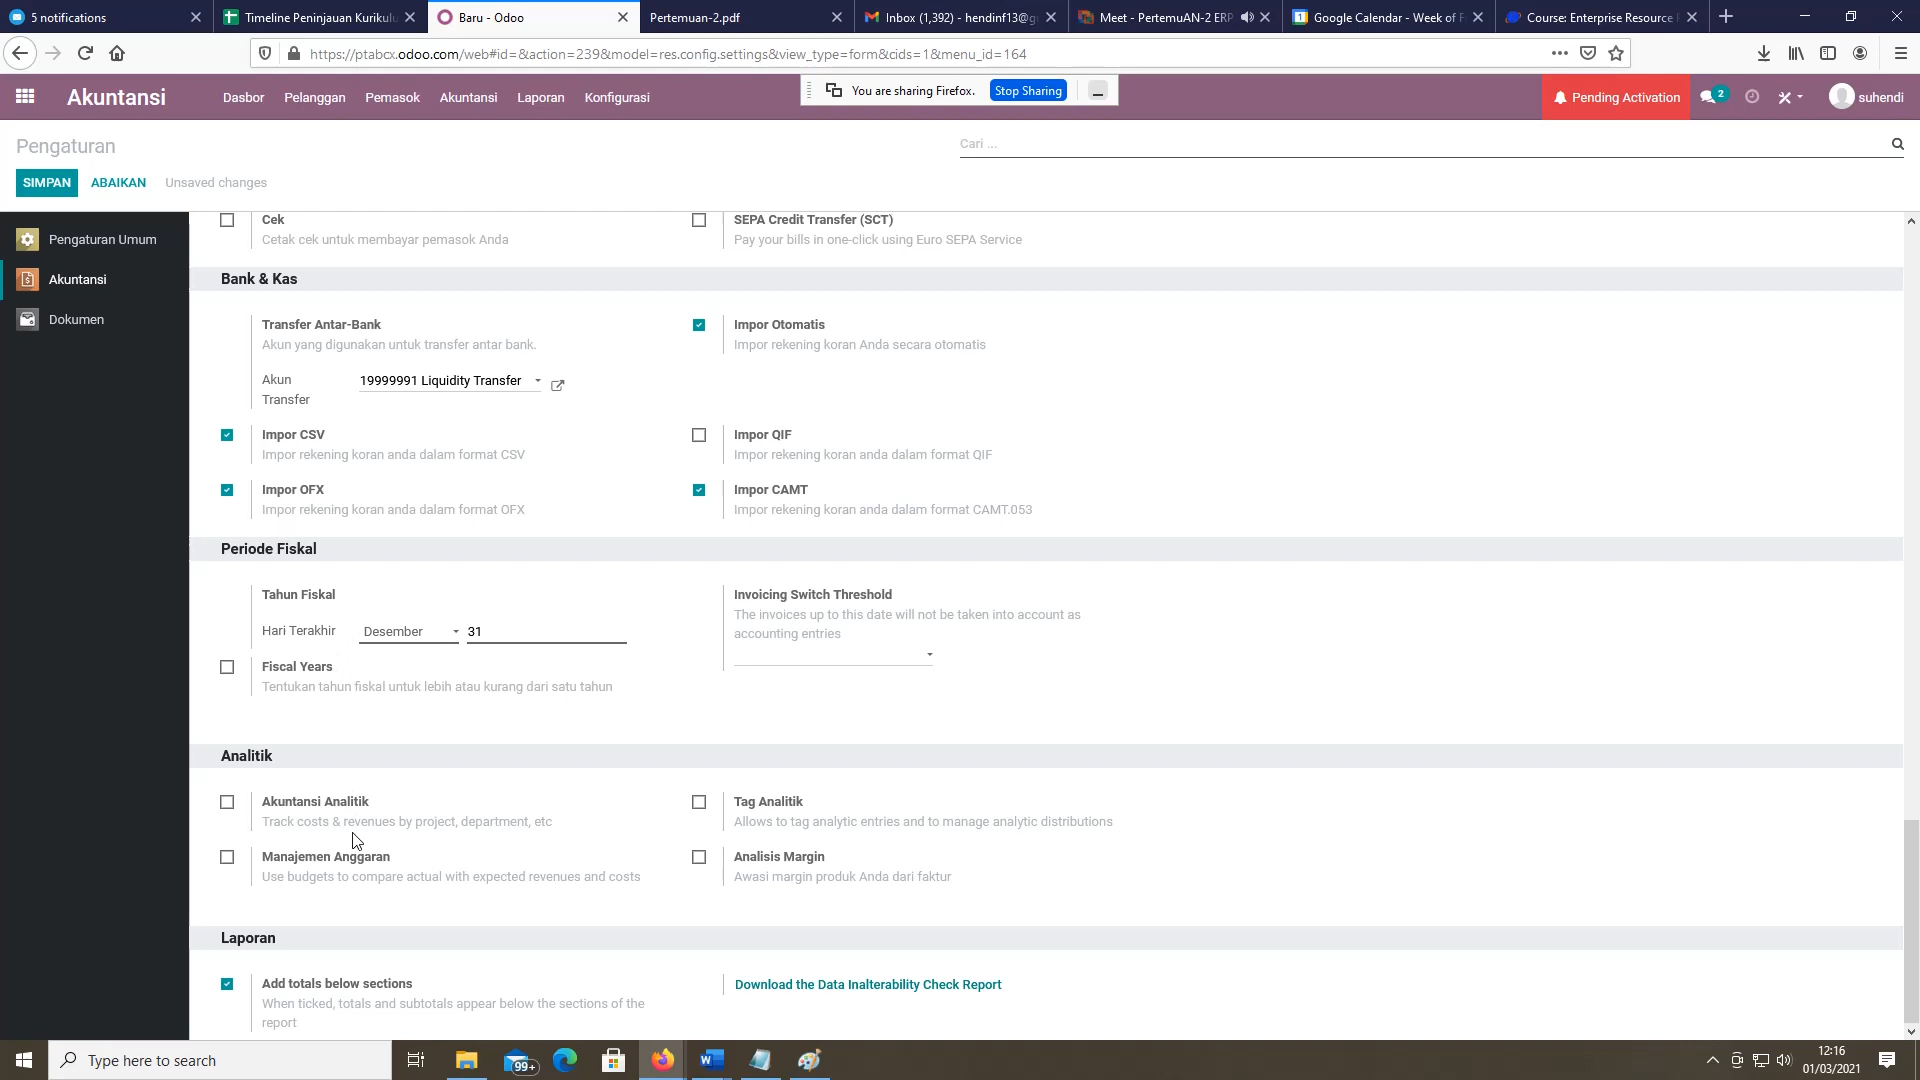 5 notifications
Timeline Peninjauan Kurikulu
Baru - Odoo
Pertemuan-2.pdf
Inbox (1,392) - hendinf13@g
Meet - PertemuAN-2 ERP
Google Calendar - Week of F
Course: Enterprise Resource
https://ptabcx.odoo.com/web#id=&action=239&model=res.config.settings&view_type=form&cids=1&menu_id=164
Akuntansi
Dasbor
Pelanggan
Pemasok
Akuntansi
Laporan
Konfigurasi
You are sharing Firefox.
Stop Sharing
Pending Activation
2
suhendi
Pengaturan
Cari ...
SIMPAN
ABAIKAN
Unsaved changes
Pengaturan Umum
Akuntansi
Dokumen
Cek
Cetak cek untuk membayar pemasok Anda
SEPA Credit Transfer (SCT)
Pay your bills in one-click using Euro SEPA Service
Bank & Kas
Transfer Antar-Bank
Akun yang digunakan untuk transfer antar bank.
Akun
Transfer
19999991 Liquidity Transfer
Impor Otomatis
Impor rekening koran Anda secara otomatis
Impor CSV
Impor rekening koran anda dalam format CSV
Impor QIF
Impor rekening koran anda dalam format QIF
Impor OFX
Impor rekening koran anda dalam format OFX
Impor CAMT
Impor rekening koran anda dalam format CAMT.053
Periode Fiskal
Tahun Fiskal
Hari Terakhir
Desember
31
Invoicing Switch Threshold
The invoices up to this date will not be taken into account as
accounting entries
Fiscal Years
Tentukan tahun fiskal untuk lebih atau kurang dari satu tahun
Analitik
Akuntansi Analitik
Track costs & revenues by project, department, etc
Tag Analitik
Allows to tag analytic entries and to manage analytic distributions
Manajemen Anggaran
Use budgets to compare actual with expected revenues and costs
Analisis Margin
Awasi margin produk Anda dari faktur
Laporan
Add totals below sections
When ticked, totals and subtotals appear below the sections of the
report
Download the Data Inalterability Check Report
Type here to search
99+
12:16
01/03/2021